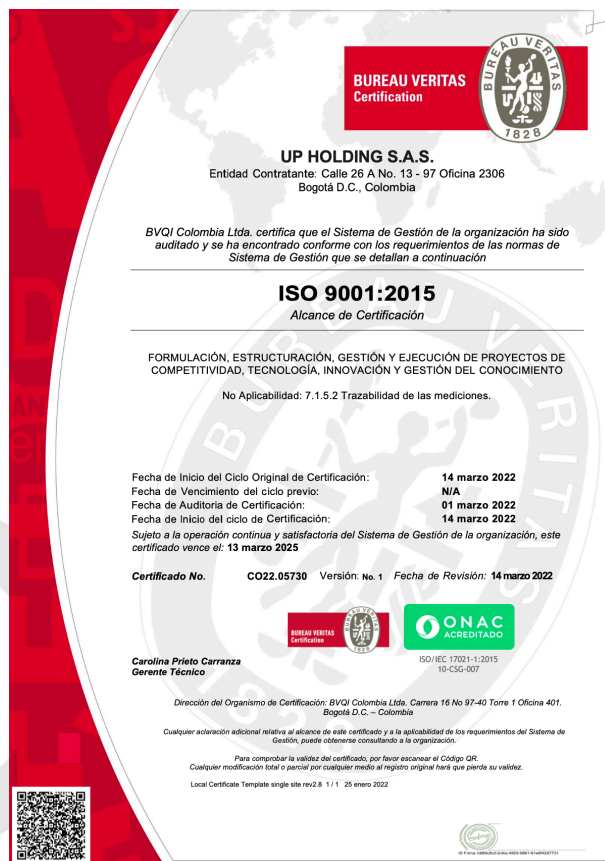 BUREAU VERITAS
Certification
BUREAU VERITAS
1828
UP HOLDING S.A.S.
Entidad Contratante: Calle 26 A No. 13 - 97 Oficina 2306
Bogotá D.C., Colombia
BVQI Colombia Ltda. certifica que el Sistema de Gestión de la organización ha sido
auditado y se ha encontrado conforme con los requerimientos de las normas de
Sistema de Gestión que se detallan a continuación
ISO 9001:2015
Alcance de Certificación
FORMULACIÓN, ESTRUCTURACIÓN, GESTIÓN Y EJECUCIÓN DE PROYECTOS DE
COMPETITIVIDAD, TECNOLOGÍA, INNOVACIÓN Y GESTIÓN DEL CONOCIMIENTO
No Aplicabilidad: 7.1.5.2 Trazabilidad de las mediciones.
Fecha de Inicio del Ciclo Original de Certificación: 14 marzo 2022
Fecha de Vencimiento del ciclo previo: N/A
Fecha de Auditoria de Certificación: 01 marzo 2022
Fecha de Inicio del ciclo de Certificación: 14 marzo 2022
Sujeto a la operación continua y satisfactoria del Sistema de Gestión de la organización, este
certificado vence el: 13 marzo 2025
Certificado No. CO22.05730 Versión: No. 1 Fecha de Revisión: 14 marzo 2022
BUREAU VERITAS
Certification
1828
ONAC
ACREDITADO
ISO/IEC 17021-1:2015
10-CSG-007
Carolina Prieto Carranza
Gerente Técnico
Dirección del Organismo de Certificación: BVQI Colombia Ltda. Carrera 16 No 97-40 Torre 1 Oficina 401.
Bogotá D.C. – Colombia
Cualquier aclaración adicional relativa al alcance de este certificado y a la aplicabilidad de los requerimientos del Sistema de
Gestión, puede obtenerse consultando a la organización.
Para comprobar la validez del certificado, por favor escanear el Código QR.
Cualquier modificación total o parcial por cualquier medio al registro original hará que pierda su validez.
Local Certificate Template single site rev2.8 1 / 1 25 enero 2022